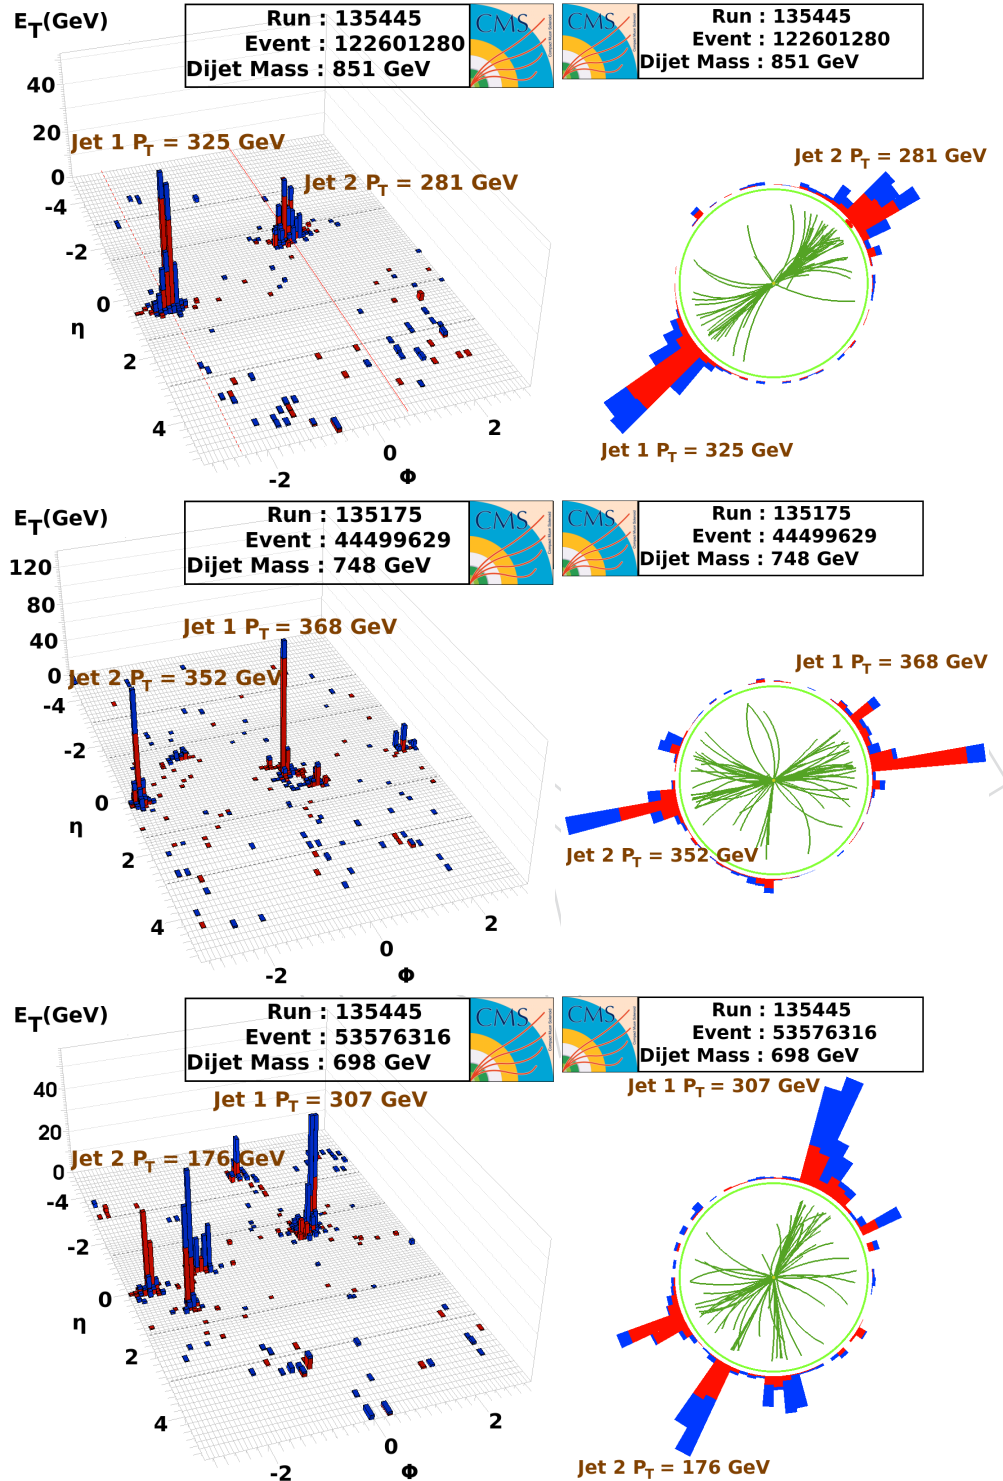 E_T(GeV)
Run : 135445
Event : 122601280
Dijet Mass : 851 GeV
CMS
40
20
0
-4
-2
0
η
2
4
-2
0
Φ
2
Jet 1 P_T = 325 GeV
Jet 2 P_T = 281 GeV
CMS
Run : 135445
Event : 122601280
Dijet Mass : 851 GeV
Jet 2 P_T = 281 GeV
Jet 1 P_T = 325 GeV
E_T(GeV)
Run : 135175
Event : 44499629
Dijet Mass : 748 GeV
CMS
120
80
40
0
-4
-2
0
η
2
4
-2
0
Φ
2
Jet 1 P_T = 368 GeV
Jet 2 P_T = 352 GeV
CMS
Run : 135175
Event : 44499629
Dijet Mass : 748 GeV
Jet 1 P_T = 368 GeV
Jet 2 P_T = 352 GeV
E_T(GeV)
Run : 135445
Event : 53576316
Dijet Mass : 698 GeV
CMS
40
20
0
-4
-2
0
η
2
4
-2
0
Φ
2
Jet 1 P_T = 307 GeV
Jet 2 P_T = 176 GeV
CMS
Run : 135445
Event : 53576316
Dijet Mass : 698 GeV
Jet 1 P_T = 307 GeV
Jet 2 P_T = 176 GeV